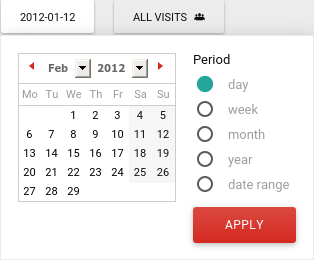 2012-01-12
ALL VISITS
Feb 2012
Mo Tu We Th Fr Sa Su
1 2 3 4 5
6 7 8 9 10 11 12
13 14 15 16 17 18 19
20 21 22 23 24 25 26
27 28 29
Period
day
week
month
year
date range
APPLY